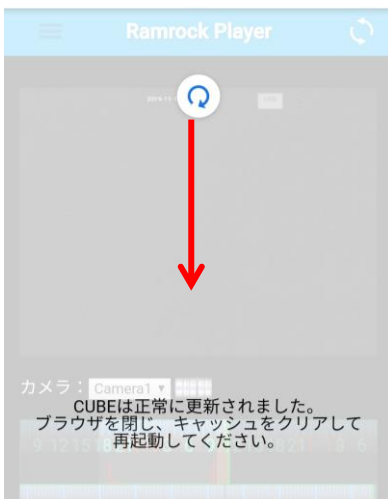 Ramrock Player
カメラ：Camera1
CUBEは正常に更新されました。
ブラウザを閉じ、キャッシュをクリアして
再起動してください。